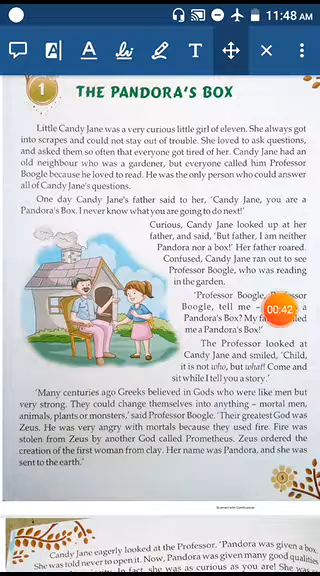 11:48 AM
A
A
T
1
THE PANDORA'S BOX
Little Candy Jane was a very curious little girl of eleven. She always got
into scrapes and could not stay out of trouble. She loved to ask questions,
and asked them so often that everyone got tired of her. Candy Jane had an
old neighbour who was a gardener, but everyone called him Professor
Boogle because he loved to read. He was the only person who could answer
all of Candy Jane's questions.
One day Candy Jane's father said to her, 'Candy Jane, you are a
Pandora's Box. I never know what you are going to do next!'
Curious, Candy Jane looked up at her
father, and said, 'But father, I am neither
Pandora nor a box!' Her father roared.
Confused, Candy Jane ran out to see
Professor Boogle, who was reading
in the garden.
'Professor Boogle,
Boogle, tell me – a
Pandora's Box? My
me a Pandora's Box!'
00:42
The Professor looked at
Candy Jane and smiled, 'Child,
it is not who, but what! Come and
sit while I tell you a story.'
'Many centuries ago Greeks believed in Gods who were like men but
very strong. They could change themselves into anything – mortal men,
animals, plants or monsters,' said Professor Boogle. 'Their greatest God was
Zeus. He was very angry with mortals because they used fire. Fire was
stolen from Zeus by another God called Prometheus. Zeus ordered the
creation of the first woman from clay. Her name was Pandora, and she was
sent to the earth.'
Candy Jane eagerly looked at the Professor. 'Pandora was given a box.
She was told never to open it. Now, Pandora was given many good qualities
In fact, she was as curious as you are! She was